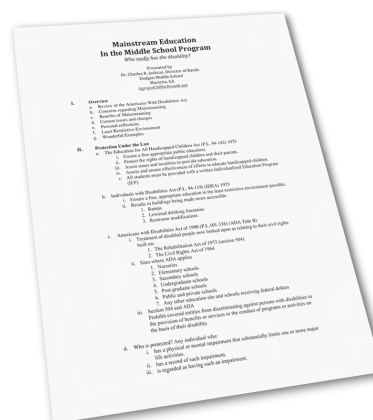 Mainstream Education
In the Middle School Program
Who really has the disability?
Presented by
Dr. Charles R. Jackson, Director of Bands
Dodgen Middle School
Marietta, GA
I. Overview
a. Review of the Americans With Disabilities Act
b. Concerns regarding Mainstreaming
c. Benefits of Mainstreaming
d. Current issues and changes
e. Personal reflections
f. Least Restrictive Environment
g. Wonderful Examples
II. Protection Under the Law
a. The Education for All Handicapped Children Act (P.L. 94-142) 1975
i. Ensure a free appropriate public education.
ii. Protect the rights of handicapped children and their parents.
iii. Assist states and localities to provide education.
iv. Assess and assure effectiveness of efforts to educate handicapped children.
v. All students must be provided with a written Individualized Education Program
(IEP)
b. Individuals with Disabilities Act (P.L. 94-119) (IDEA) 1975
i. Ensure a free, appropriate education in the least restrictive environment possible.
ii. Results in buildings being made more accessible
1. Ramps
2. Lowered drinking fountains
3. Restroom modifications
c. Americans with Disabilities Act of 1990 (P.L. 101-336) (ADA Title II)
i. Treatment of disabled people now looked upon as relating to their civil rights
built on:
1. The Rehabilitation Act of 1973 (section 504)
2. The Civil Rights Act of 1964
ii. Sites where ADA applies
1. Nurseries
2. Elementary schools
3. Secondary schools
4. Undergraduate schools
5. Post-graduate schools
6. Public and private schools
7. Any other education site and schools receiving federal dollars
iii. Section 504 and ADA
Prohibit covered entities from discriminating against persons with disabilities in
the provision of benefits or services or the conduct of programs or activities on
the basis of their disability.
d. Who is protected? Any individual who:
i. has a physical or mental impairment that substantially limits one or more major
life activities.
ii. has a record of such impairment.
iii. is regarded as having such an impairment.